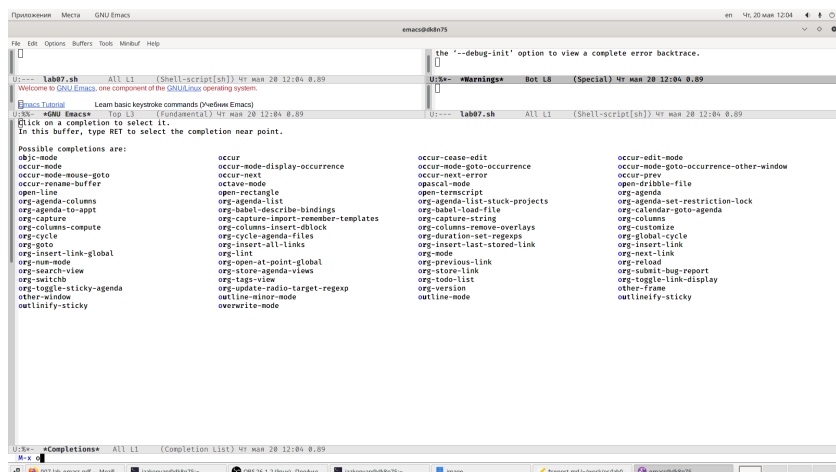 Приложения Места GNU Emacs en Чт, 20 мая 12:04
emacs@dk8n75
File Edit Options Buffers Tools Minibuf Help
the '--debug-init' option to view a complete error backtrace.
U:--- lab07.sh All L1 (Shell-script[sh]) Чт мая 20 12:04 0.89
U:%*- *Warnings* Bot L8 (Special) Чт мая 20 12:04 0.89
Welcome to GNU Emacs, one component of the GNU/Linux operating system.
Emacs Tutorial Learn basic keystroke commands (Учебник Emacs)
U:%%- *GNU Emacs* Top L3 (Fundamental) Чт мая 20 12:04 0.89
U:--- lab07.sh All L1 (Shell-script[sh]) Чт мая 20 12:04 0.89
Click on a completion to select it.
In this buffer, type RET to select the completion near point.
Possible completions are:
objc-mode occur occur-cease-edit occur-edit-mode
occur-mode occur-mode-display-occurrence occur-mode-goto-occurrence occur-mode-goto-occurrence-other-window
occur-mode-mouse-goto occur-next occur-next-error occur-prev
occur-rename-buffer octave-mode opascal-mode open-dribble-file
open-line open-rectangle open-termscript org-agenda
org-agenda-columns org-agenda-list org-agenda-list-stuck-projects org-agenda-set-restriction-lock
org-agenda-to-appt org-babel-describe-bindings org-babel-load-file org-calendar-goto-agenda
org-capture org-capture-import-remember-templates org-capture-string org-columns
org-columns-compute org-columns-insert-dblock org-columns-remove-overlays org-customize
org-cycle org-cycle-agenda-files org-duration-set-regexps org-global-cycle
org-goto org-insert-all-links org-insert-last-stored-link org-insert-link
org-insert-link-global org-lint org-mode org-next-link
org-num-mode org-open-at-point-global org-previous-link org-reload
org-search-view org-store-agenda-views org-store-link org-submit-bug-report
org-switchb org-tags-view org-todo-list org-toggle-link-display
org-toggle-sticky-agenda org-update-radio-target-regexp org-version other-frame
other-window outline-minor-mode outline-mode outlineify-sticky
outlinify-sticky overwrite-mode
U:%*- *Completions* All L1 (Completion List) Чт мая 20 12:04 0.89
M-x o
image
emacs@dk8n75